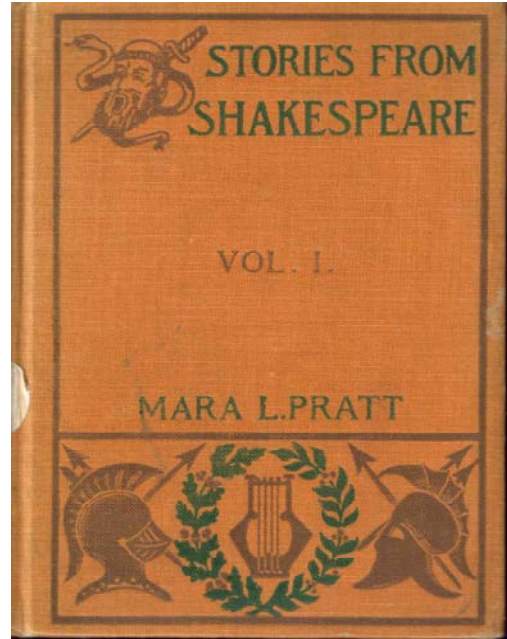 STORIES FROM
SHAKESPEARE
VOL. I.
MARA L. PRATT